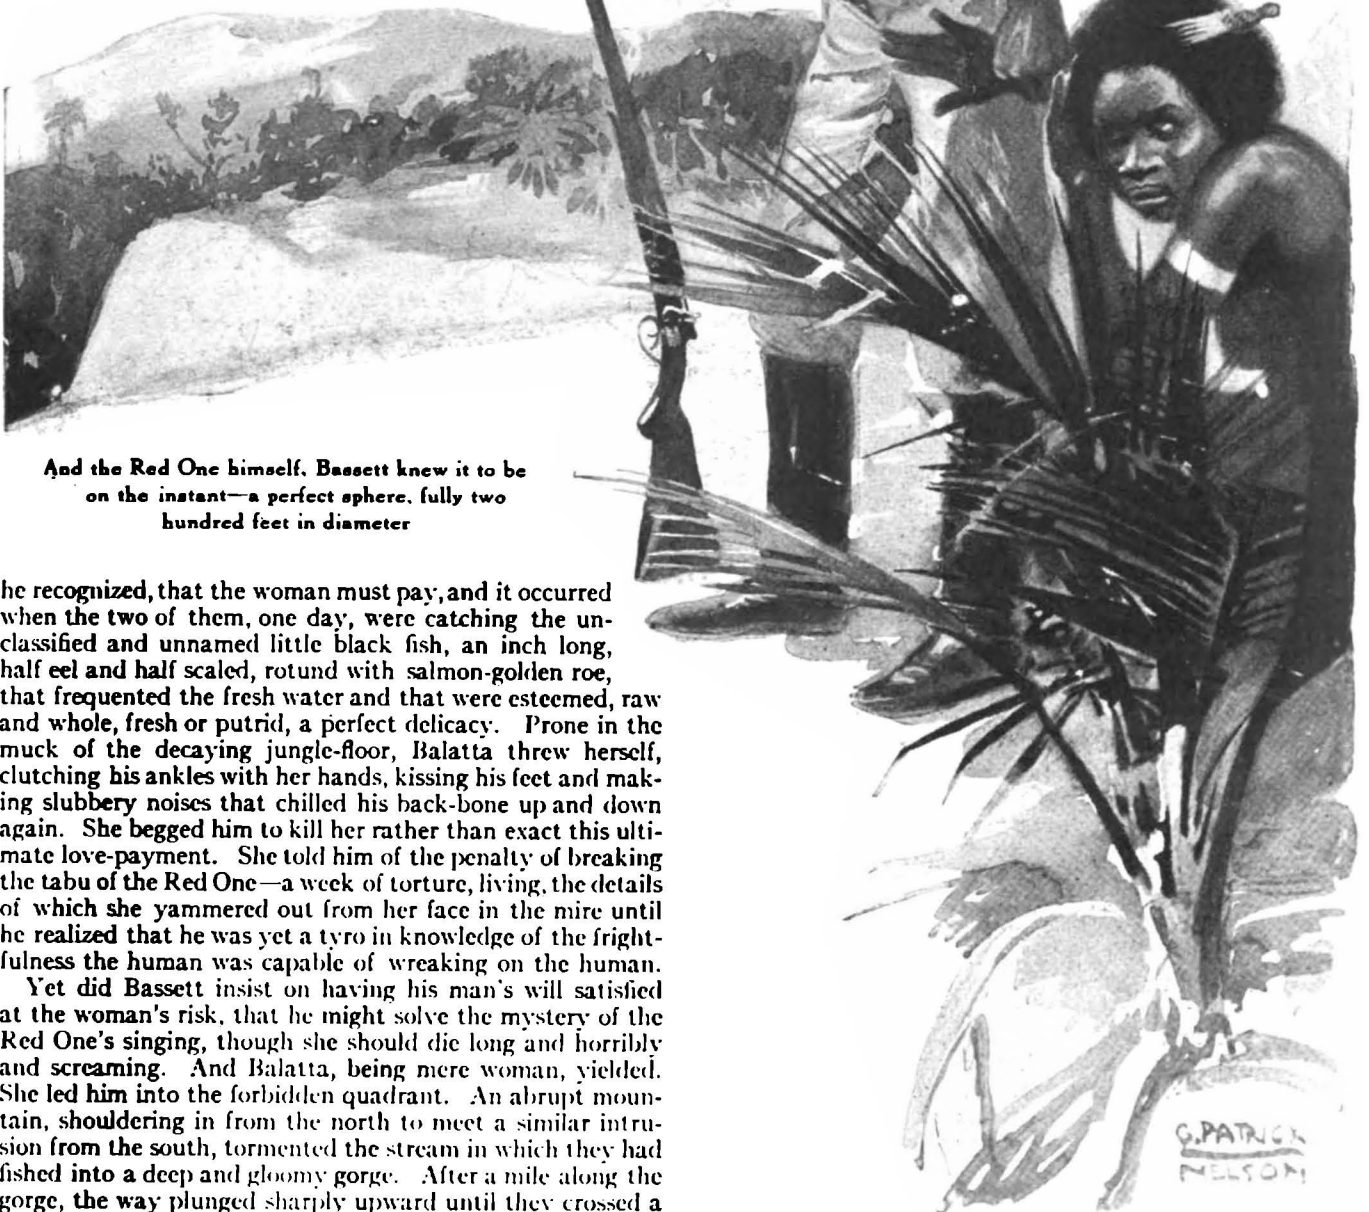 And the Red One himself. Bassett knew it to be
on the instant—a perfect sphere, fully two
hundred feet in diameter
he recognized, that the woman must pay, and it occurred
when the two of them, one day, were catching the un-
classified and unnamed little black fish, an inch long,
half eel and half scaled, rotund with salmon-golden roe,
that frequented the fresh water and that were esteemed, raw
and whole, fresh or putrid, a perfect delicacy. Prone in the
muck of the decaying jungle-floor, Balatta threw herself,
clutching his ankles with her hands, kissing his feet and mak-
ing slubbery noises that chilled his back-bone up and down
again. She begged him to kill her rather than exact this ulti-
mate love-payment. She told him of the penalty of breaking
the tabu of the Red One—a week of torture, living, the details
of which she yammered out from her face in the mire until
he realized that he was yet a tyro in knowledge of the fright-
fulness the human was capable of wreaking on the human.
Yet did Bassett insist on having his man's will satisfied
at the woman's risk, that he might solve the mystery of the
Red One's singing, though she should die long and horribly
and screaming. And Balatta, being mere woman, yielded.
She led him into the forbidden quadrant. An abrupt moun-
tain, shouldering in from the north to meet a similar intru-
sion from the south, tormented the stream in which they had
fished into a deep and gloomy gorge. After a mile along the
gorge, the way plunged sharply upward until they crossed a
G. PATRICK
NELSON